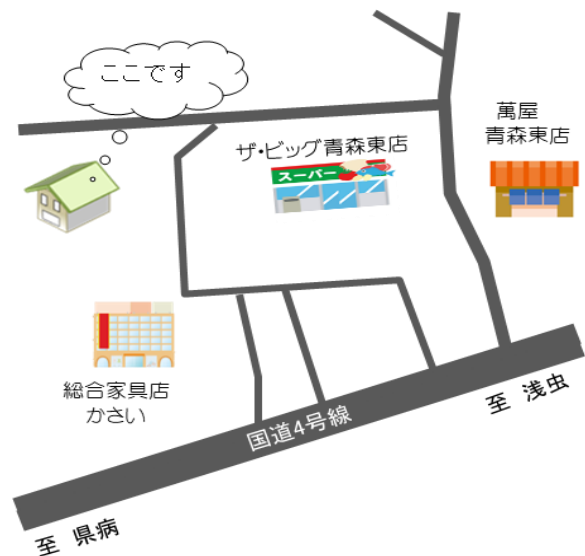 ここです
萬屋
青森東店
ザ・ビッグ青森東店
スーパー
総合家具店
かさい
国道4号線
至 浅虫
至 県病